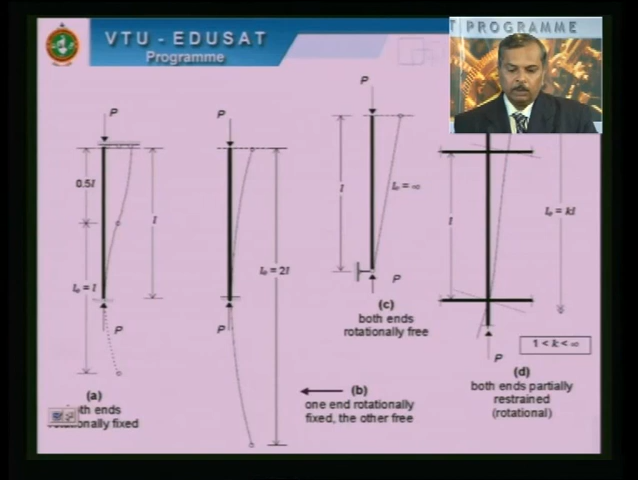 VTU - EDUSAT
Programme
T PROGRAMME
P
0.5l
l
lₑ = l
P
(a)
both ends
rotationally fixed
P
lₑ = 2l
P
(b)
one end rotationally
fixed, the other free
P
l
lₑ = ∞
P
(c)
both ends
rotationally free
l
lₑ = kl
P
1 < k < ∞
(d)
both ends partially
restrained
(rotational)